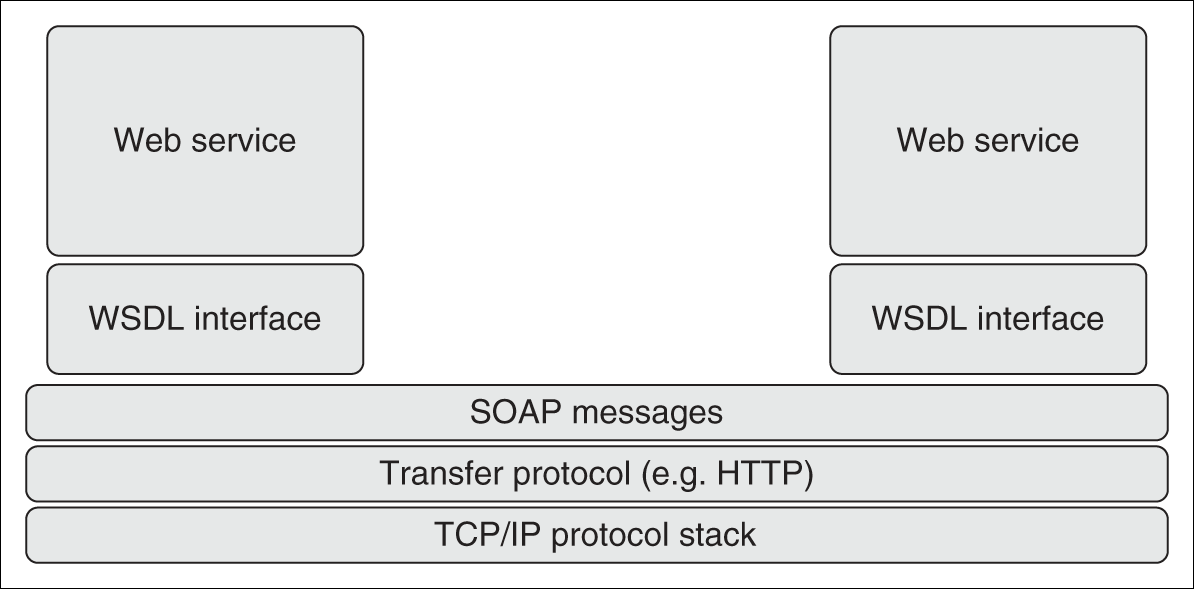 Web service
Web service
WSDL interface
WSDL interface
SOAP messages
Transfer protocol (e.g. HTTP)
TCP/IP protocol stack